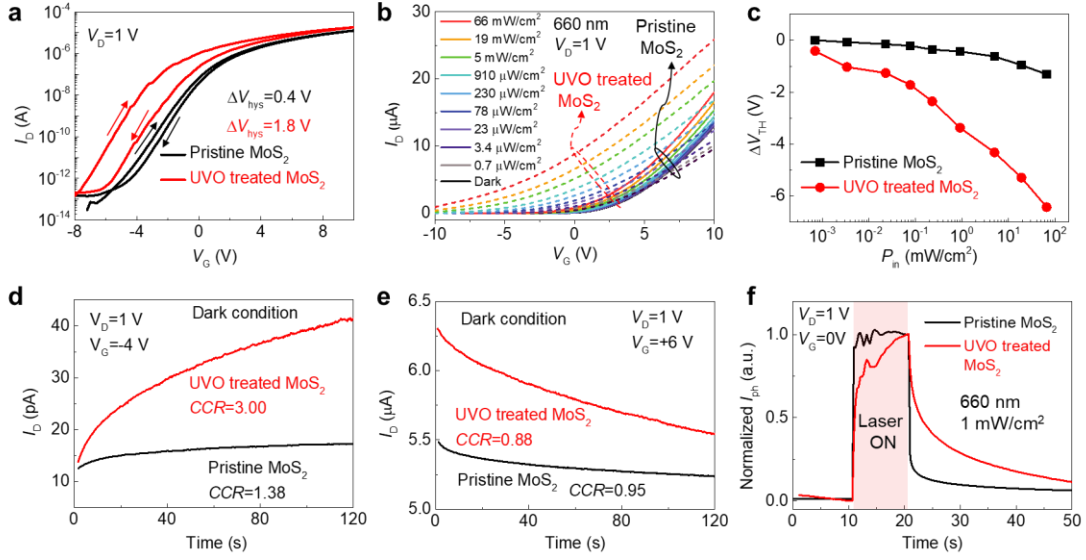 a
V_D=1 V
ΔV_hys=0.4 V
ΔV_hys=1.8 V
Pristine MoS₂
UVO treated MoS₂
I_D (A)
10⁻⁴
10⁻⁶
10⁻⁸
10⁻¹⁰
10⁻¹²
10⁻¹⁴
-8
-4
0
4
8
V_G (V)
b
66 mW/cm²
19 mW/cm²
5 mW/cm²
910 μW/cm²
230 μW/cm²
78 μW/cm²
23 μW/cm²
3.4 μW/cm²
0.7 μW/cm²
Dark
660 nm
V_D=1 V
Pristine
MoS₂
UVO treated
MoS₂
I_D (μA)
30
20
10
0
-10
-5
0
5
10
V_G (V)
c
ΔV_TH (V)
0
-2
-4
-6
Pristine MoS₂
UVO treated MoS₂
10⁻³
10⁻²
10⁻¹
10⁰
10¹
10²
P_in (mW/cm²)
d
V_D=1 V
V_G=-4 V
Dark condition
UVO treated MoS₂
CCR=3.00
Pristine MoS₂
CCR=1.38
I_D (pA)
40
30
20
10
0
40
80
120
Time (s)
e
Dark condition
V_D=1 V
V_G=+6 V
UVO treated MoS₂
CCR=0.88
Pristine MoS₂
CCR=0.95
I_D (μA)
6.5
6.0
5.5
5.0
0
40
80
120
Time (s)
f
V_D=1 V
V_G=0V
Pristine MoS₂
UVO treated
MoS₂
660 nm
1 mW/cm²
Laser
ON
Normalized I_ph (a.u.)
1.0
0.5
0.0
0
10
20
30
40
50
Time (s)